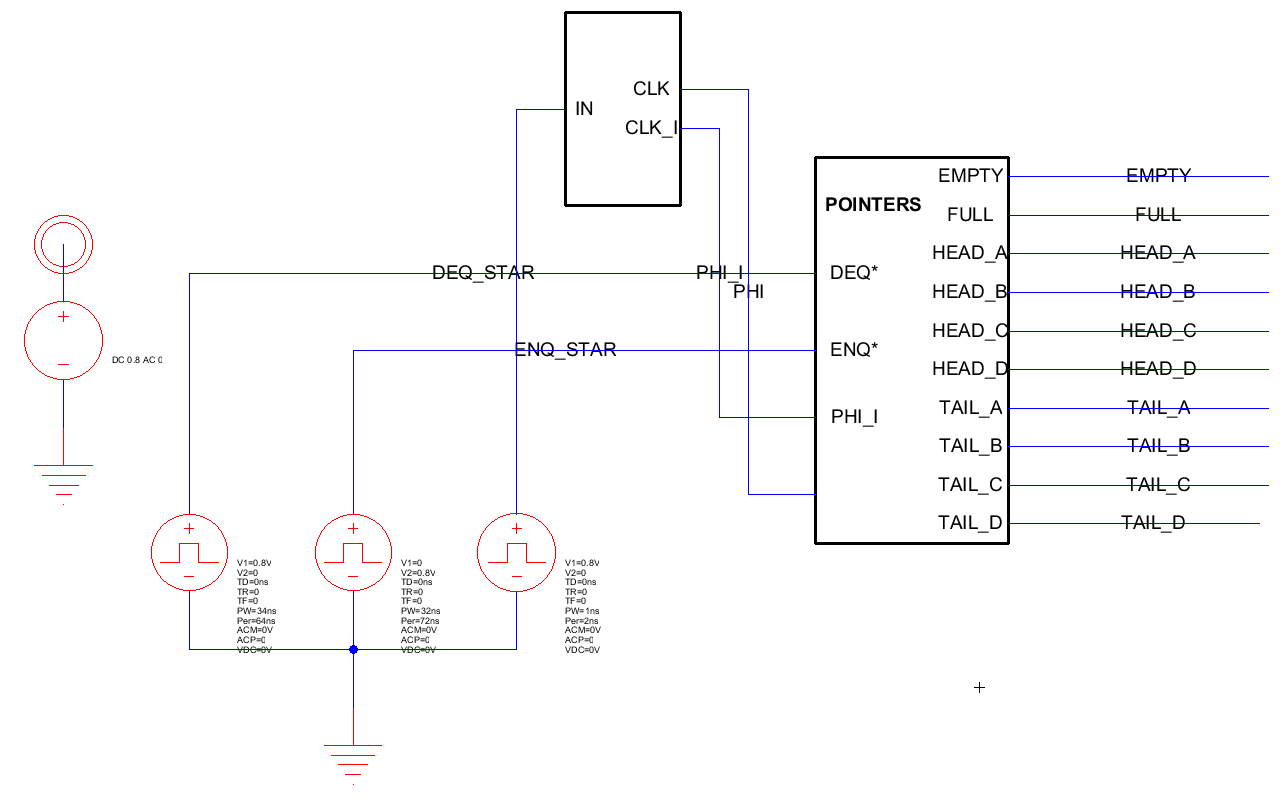 CLK
IN
CLK_I
EMPTY
EMPTY
POINTERS
FULL
FULL
HEAD_A
HEAD_A
DEQ_STAR
PHI_I
DEQ*
PHI
HEAD_B
HEAD_B
HEAD_C
HEAD_C
ENQ_STAR
ENQ*
DC 0.8 AC 0
HEAD_D
HEAD_D
TAIL_A
TAIL_A
PHI_I
TAIL_B
TAIL_B
TAIL_C
TAIL_C
TAIL_D
TAIL_D
V1=0.8V
V2=0
TD=0ns
TR=0
TF=0
PW=34ns
Per=64ns
ACM=0V
ACP=0
VDC=0V
V1=0
V2=0.8V
TD=0ns
TR=0
TF=0
PW=32ns
Per=72ns
ACM=0V
ACP=0
VDC=0V
V1=0.8V
V2=0
TD=0ns
TR=0
TF=0
PW=1ns
Per=2ns
ACM=0V
ACP=0
VDC=0V